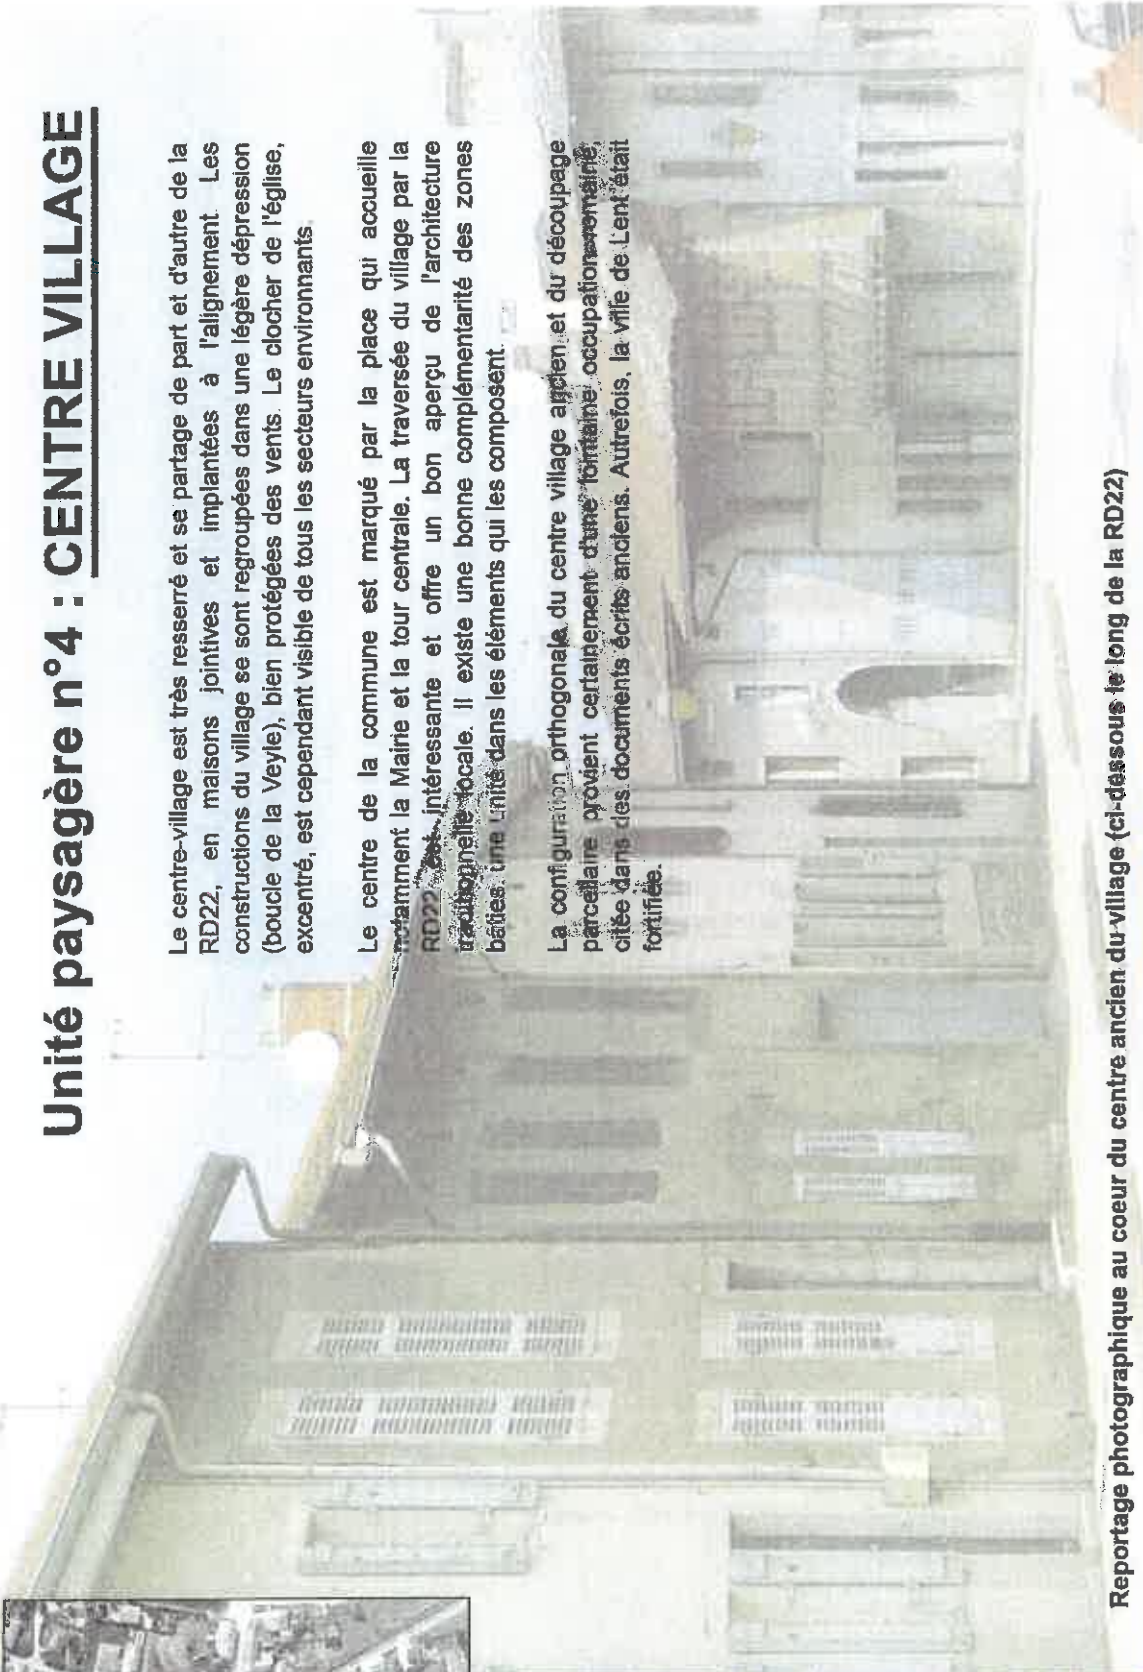 Unité paysagère n°4 : CENTRE VILLAGE
Le centre-village est très resserré et se partage de part et d'autre de la
RD22, en maisons jointives et implantées à l'alignement. Les
constructions du village se sont regroupées dans une légère dépression
(boucle de la Veyle), bien protégées des vents. Le clocher de l'église,
excentré, est cependant visible de tous les secteurs environnants.
Le centre de la commune est marqué par la place qui accueille
notamment la Mairie et la tour centrale. La traversée du village par la
RD22 est intéressante et offre un bon aperçu de l'architecture
traditionnelle locale. Il existe une bonne complémentarité des zones
bâties, une unité dans les éléments qui les composent.
La configuration orthogonale du centre village ancien et du découpage
parcellaire provient certainement d'une lointaine occupation romaine,
citée dans des documents écrits anciens. Autrefois, la ville de Lent était
fortifiée.
Reportage photographique au coeur du centre ancien du village (ci-dessous le long de la RD22)